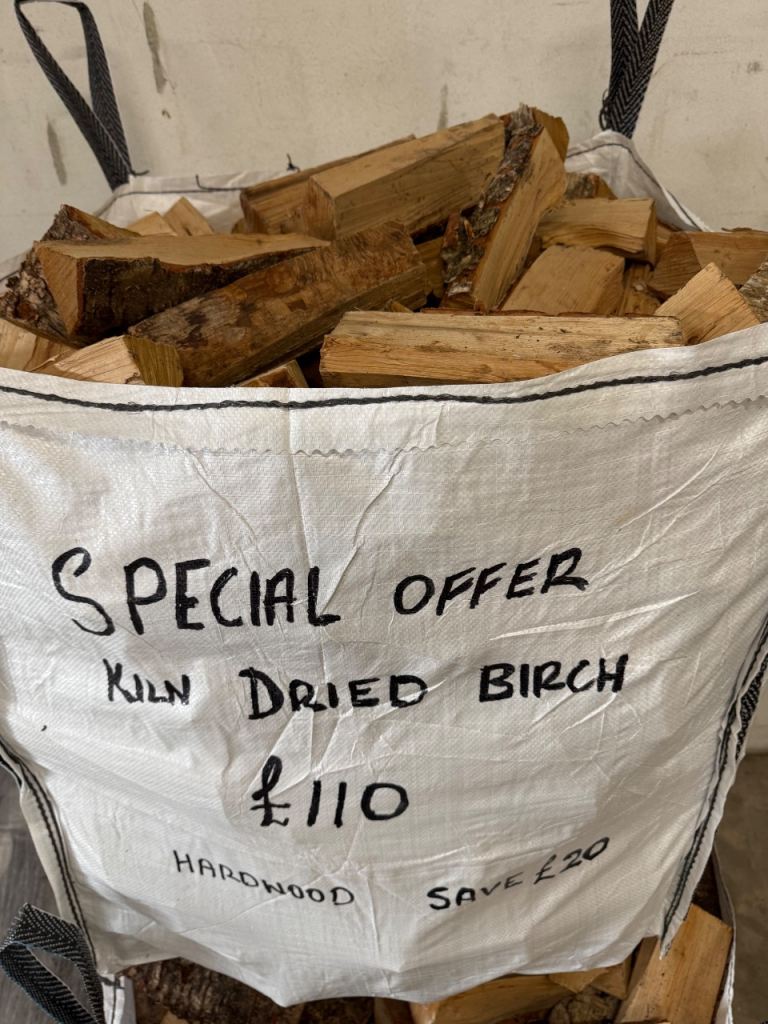 SPECIAL OFFER
KILN DRIED BIRCH
£110
HARDWOOD SAVE £20